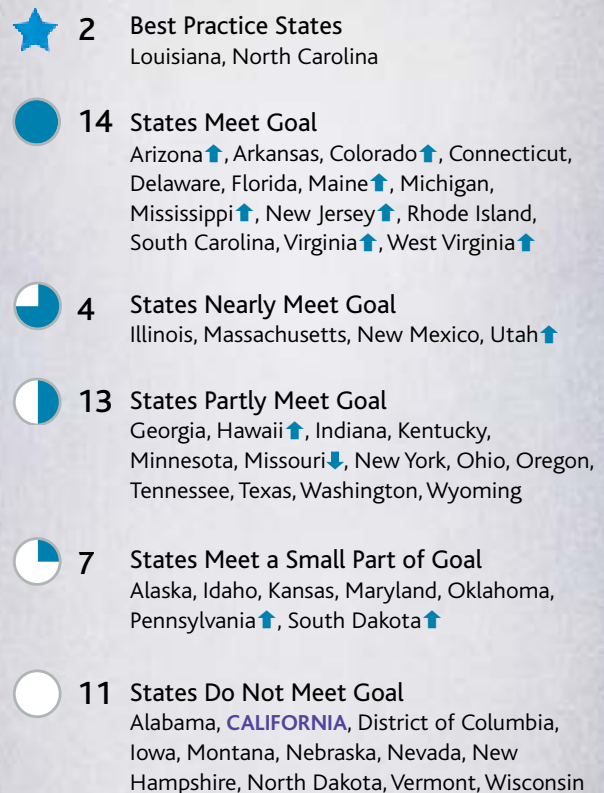 2 Best Practice States
Louisiana, North Carolina
14 States Meet Goal
Arizona⬆, Arkansas, Colorado⬆, Connecticut,
Delaware, Florida, Maine⬆, Michigan,
Mississippi⬆, New Jersey⬆, Rhode Island,
South Carolina, Virginia⬆, West Virginia⬆
4 States Nearly Meet Goal
Illinois, Massachusetts, New Mexico, Utah⬆
13 States Partly Meet Goal
Georgia, Hawaii⬆, Indiana, Kentucky,
Minnesota, Missouri⬇, New York, Ohio, Oregon,
Tennessee, Texas, Washington, Wyoming
7 States Meet a Small Part of Goal
Alaska, Idaho, Kansas, Maryland, Oklahoma,
Pennsylvania⬆, South Dakota⬆
11 States Do Not Meet Goal
Alabama, CALIFORNIA, District of Columbia,
Iowa, Montana, Nebraska, Nevada, New
Hampshire, North Dakota, Vermont, Wisconsin